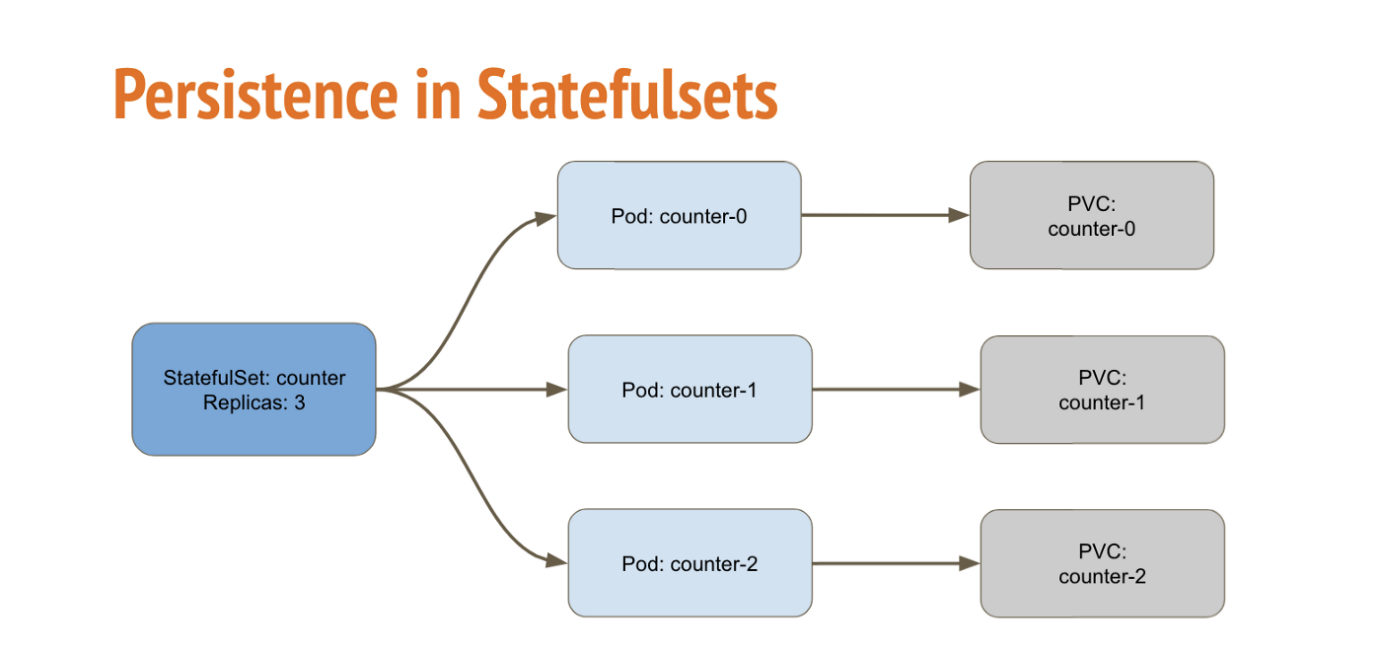 Persistence in Statefulsets
StatefulSet: counter
Replicas: 3
Pod: counter-0
PVC:
counter-0
Pod: counter-1
PVC:
counter-1
Pod: counter-2
PVC:
counter-2